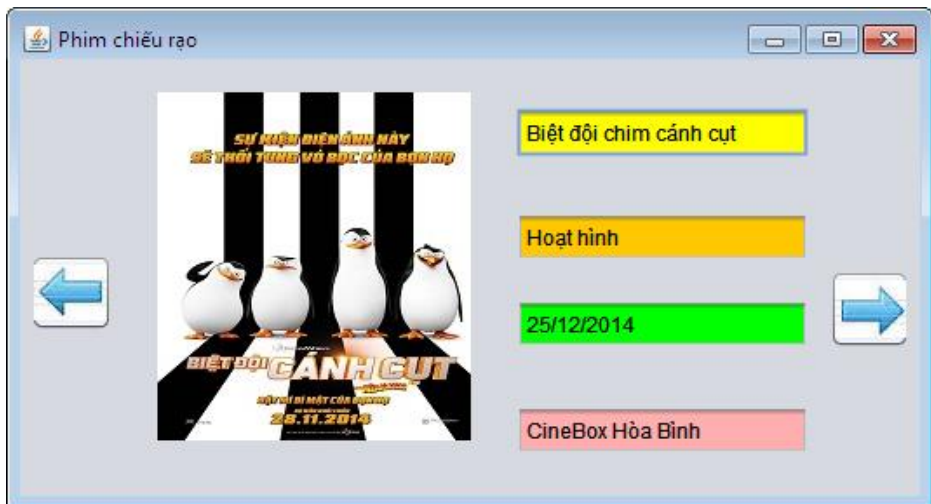 Phim chiếu rạo
SỰ KIỆN ĐIỆN ẢNH NÀY
SẼ THỔI TUNG VỎ BỌC CỦA BỌN HỌ
BIỆT ĐỘI CÁNH CỤT
28.11.2014
Biệt đội chim cánh cụt
Hoạt hình
25/12/2014
CineBox Hòa Bình